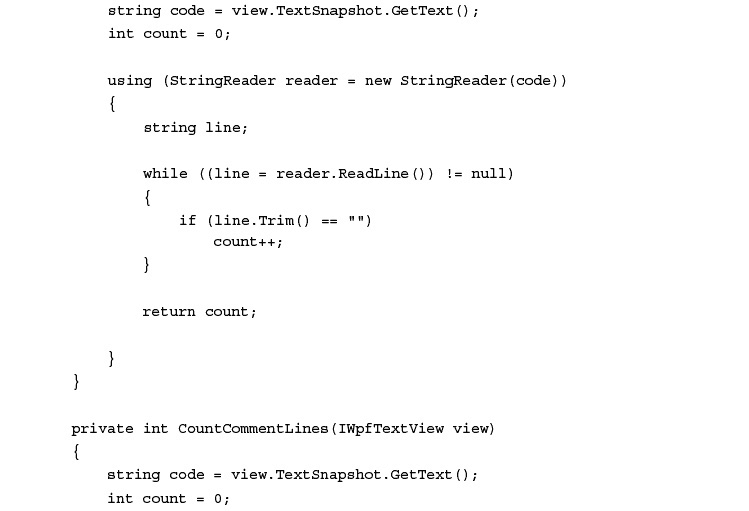 string code = view.TextSnapshot.GetText();
int count = 0;
using (StringReader reader = new StringReader(code))
{
string line;
while ((line = reader.ReadLine()) != null)
{
if (line.Trim() == "")
count++;
}
return count;
}
}
private int CountCommentLines(IWpfTextView view)
{
string code = view.TextSnapshot.GetText();
int count = 0;